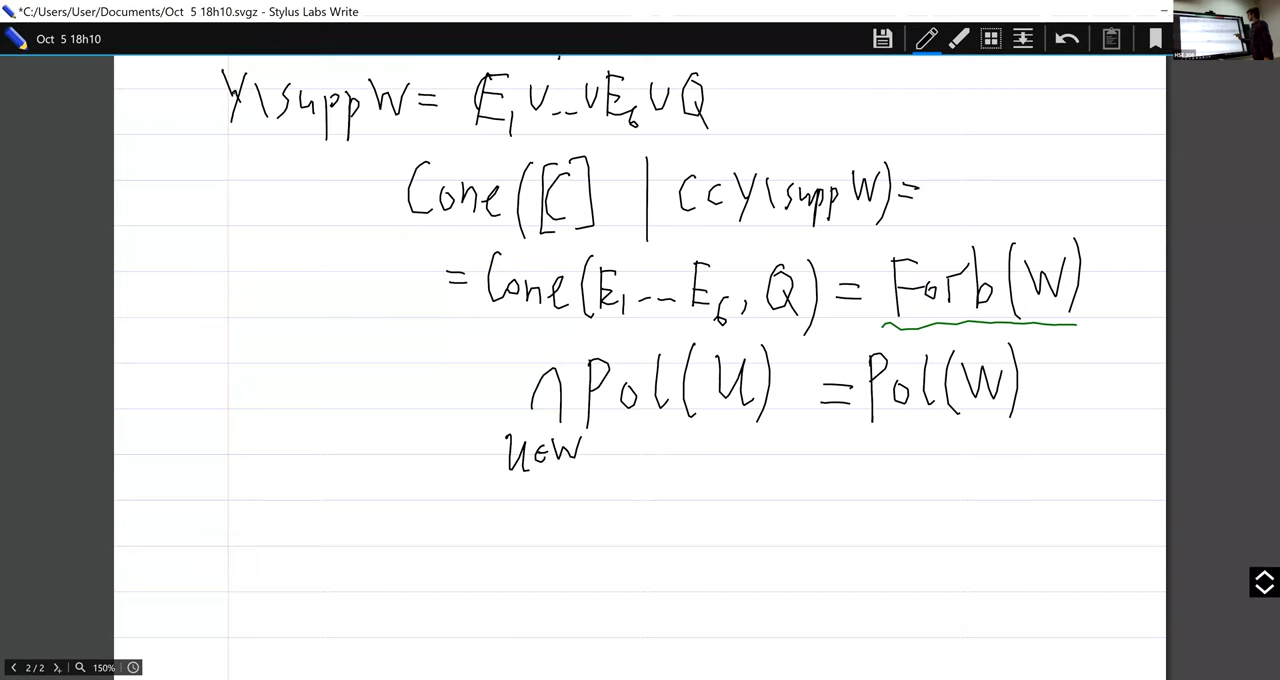 *C:/Users/User/Documents/Oct 5 18h10.svgz - Stylus Labs Write
Oct 5 18h10
Y\suppW = E₁∪...∪E₆∪Q
Cone([C] | C⊂Y\suppW) =
= Cone(E₁...E₆, Q) = Forb(W)
∩Pol(U) = Pol(W)
U∈W
2 / 2 150%